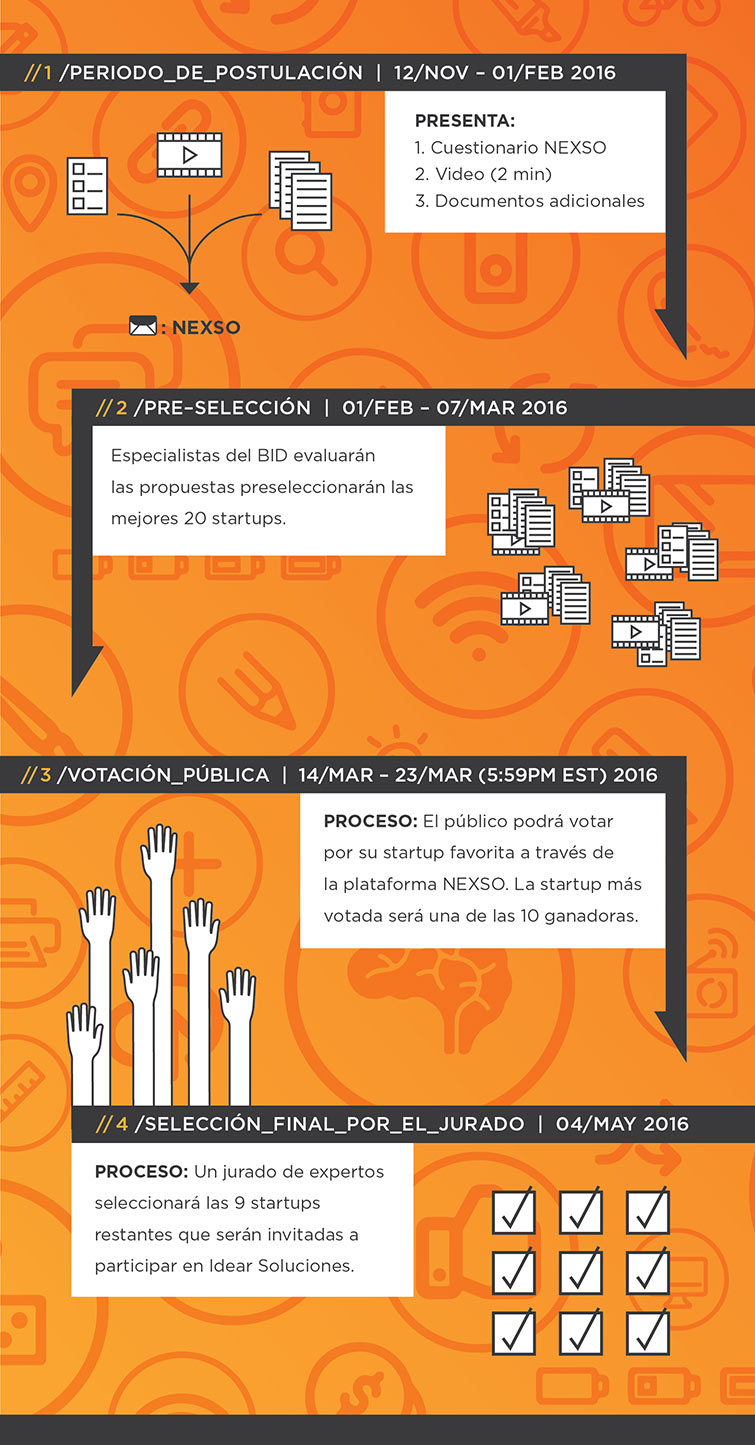 //1 /PERIODO_DE_POSTULACIÓN | 12/NOV – 01/FEB 2016
PRESENTA:
1. Cuestionario NEXSO
2. Video (2 min)
3. Documentos adicionales
: NEXSO
//2 /PRE–SELECCIÓN | 01/FEB – 07/MAR 2016
Especialistas del BID evaluarán
las propuestas preseleccionarán las
mejores 20 startups.
//3 /VOTACIÓN_PÚBLICA | 14/MAR – 23/MAR (5:59PM EST) 2016
PROCESO: El público podrá votar
por su startup favorita a través de
la plataforma NEXSO. La startup más
votada será una de las 10 ganadoras.
//4 /SELECCIÓN_FINAL_POR_EL_JURADO | 04/MAY 2016
PROCESO: Un jurado de expertos
seleccionará las 9 startups
restantes que serán invitadas a
participar en Idear Soluciones.